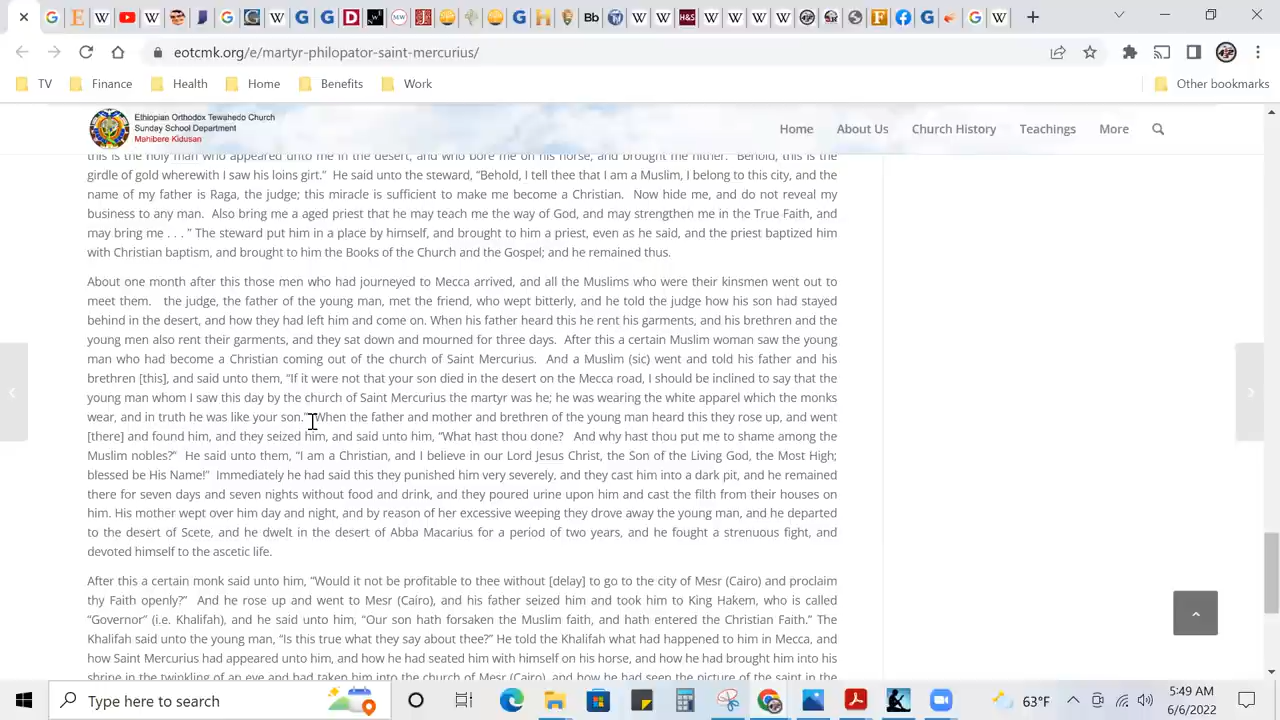 eotcmk.org/e/martyr-philopator-saint-mercurius/
TV Finance Health Home Benefits Work Other bookmarks
Ethiopian Orthodox Tewahedo Church
Sunday School Department
Mahibere Kidusan
Home About Us Church History Teachings More
this is the holy man who appeared unto me in the desert, and who bore me on his horse, and brought me hither. "Behold, this is the
girdle of gold wherewith I saw his loins girt." He said unto the steward, "Behold, I tell thee that I am a Muslim, I belong to this city, and the
name of my father is Raga, the judge; this miracle is sufficient to make me become a Christian. Now hide me, and do not reveal my
business to any man. Also bring me a aged priest that he may teach me the way of God, and may strengthen me in the True Faith, and
may bring me . . . " The steward put him in a place by himself, and brought to him a priest, even as he said, and the priest baptized him
with Christian baptism, and brought to him the Books of the Church and the Gospel; and he remained thus.
About one month after this those men who had journeyed to Mecca arrived, and all the Muslims who were their kinsmen went out to
meet them. the judge, the father of the young man, met the friend, who wept bitterly, and he told the judge how his son had stayed
behind in the desert, and how they had left him and come on. When his father heard this he rent his garments, and his brethren and the
young men also rent their garments, and they sat down and mourned for three days. After this a certain Muslim woman saw the young
man who had become a Christian coming out of the church of Saint Mercurius. And a Muslim (sic) went and told his father and his
brethren [this], and said unto them, "If it were not that your son died in the desert on the Mecca road, I should be inclined to say that the
young man whom I saw this day by the church of Saint Mercurius the martyr was he; he was wearing the white apparel which the monks
wear, and in truth he was like your son." When the father and mother and brethren of the young man heard this they rose up, and went
[there] and found him, and they seized him, and said unto him, "What hast thou done? And why hast thou put me to shame among the
Muslim nobles?" He said unto them, "I am a Christian, and I believe in our Lord Jesus Christ, the Son of the Living God, the Most High;
blessed be His Name!" Immediately he had said this they punished him very severely, and they cast him into a dark pit, and he remained
there for seven days and seven nights without food and drink, and they poured urine upon him and cast the filth from their houses on
him. His mother wept over him day and night, and by reason of her excessive weeping they drove away the young man, and he departed
to the desert of Scete, and he dwelt in the desert of Abba Macarius for a period of two years, and he fought a strenuous fight, and
devoted himself to the ascetic life.
After this a certain monk said unto him, "Would it not be profitable to thee without [delay] to go to the city of Mesr (Cairo) and proclaim
thy Faith openly?" And he rose up and went to Mesr (Cairo), and his father seized him and took him to King Hakem, who is called
"Governor" (i.e. Khalifah), and he said unto him, "Our son hath forsaken the Muslim faith, and hath entered the Christian Faith." The
Khalifah said unto the young man, "Is this true what they say about thee?" He told the Khalifah what had happened to him in Mecca, and
how Saint Mercurius had appeared unto him, and how he had seated him with himself on his horse, and how he had brought him into his
shrine in the twinkling of an eye and had taken him into the church of Mesr (Cairo), and how he had seen the picture of the saint in the
Type here to search
63°F
5:49 AM
6/6/2022